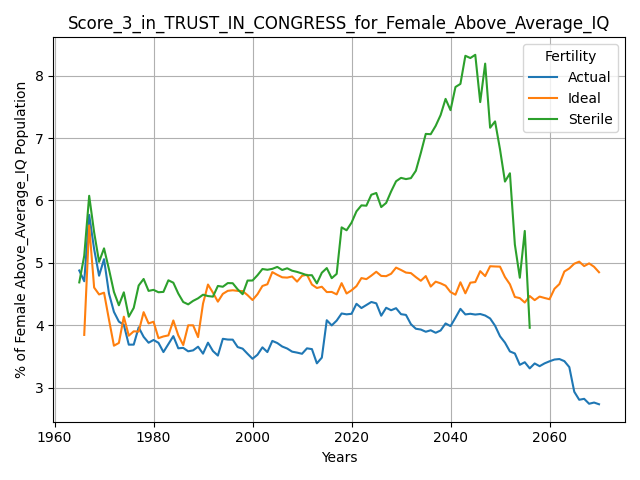 Score_3_in_TRUST_IN_CONGRESS_for_Female_Above_Average_IQ
% of Female Above_Average_IQ Population
8
7
6
5
4
3
Fertility
Actual
Ideal
Sterile
1960
1980
2000
2020
2040
2060
Years